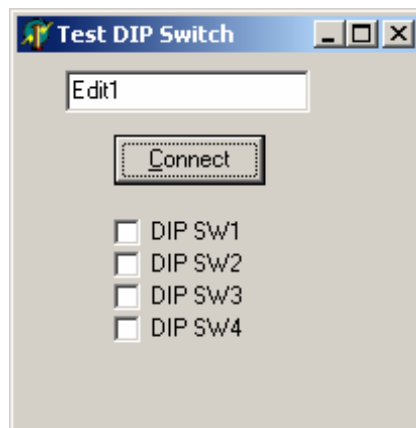 Test DIP Switch
Edit1
Connect
DIP SW1
DIP SW2
DIP SW3
DIP SW4